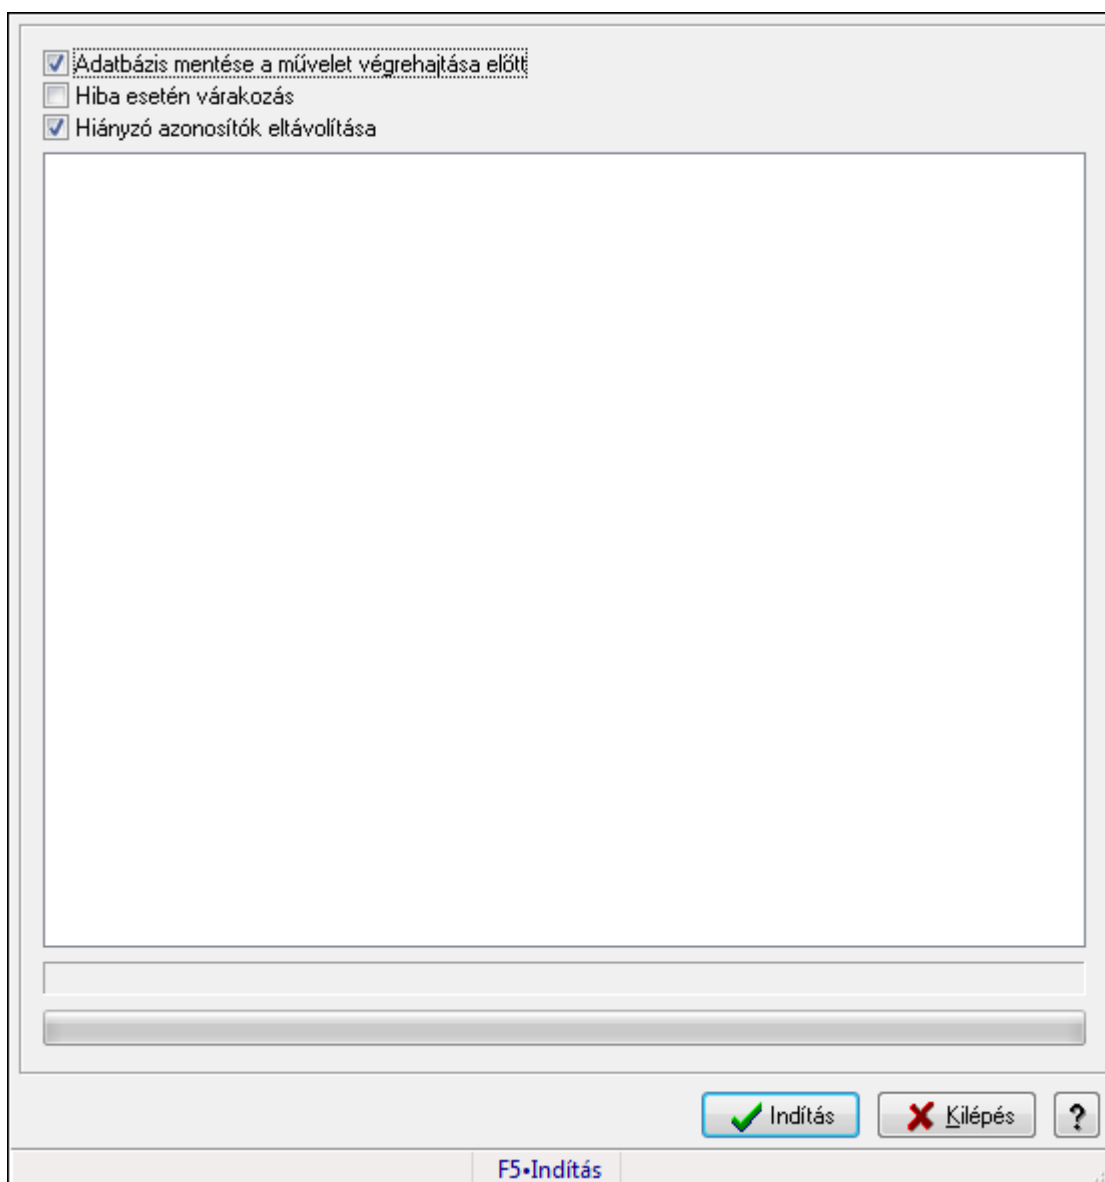 Adatbázis mentése a művelet végrehajtása előtt
Hiba esetén várakozás
Hiányzó azonosítók eltávolítása
Indítás
Kilépés
?
F5•Indítás